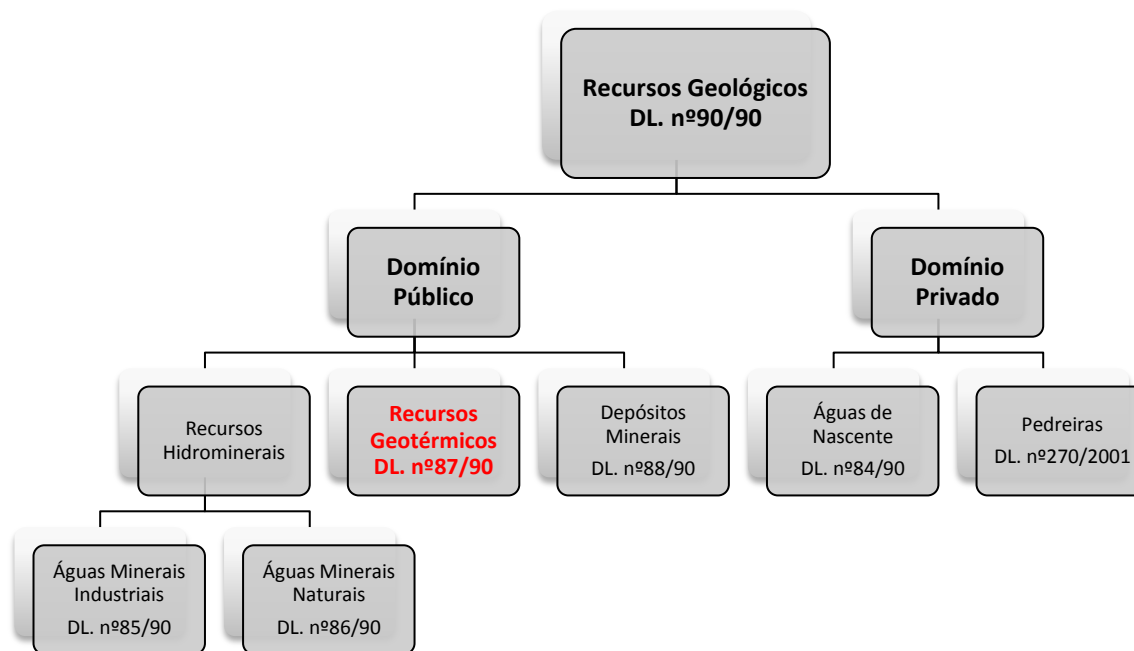 Recursos Geológicos
DL. nº90/90
Domínio
Público
Domínio
Privado
Recursos
Hidrominerais
Recursos
Geotérmicos
DL. nº87/90
Depósitos
Minerais
DL. nº88/90
Águas de
Nascente
DL. nº84/90
Pedreiras
DL. nº270/2001
Águas Minerais
Industriais
DL. nº85/90
Águas Minerais
Naturais
DL. nº86/90